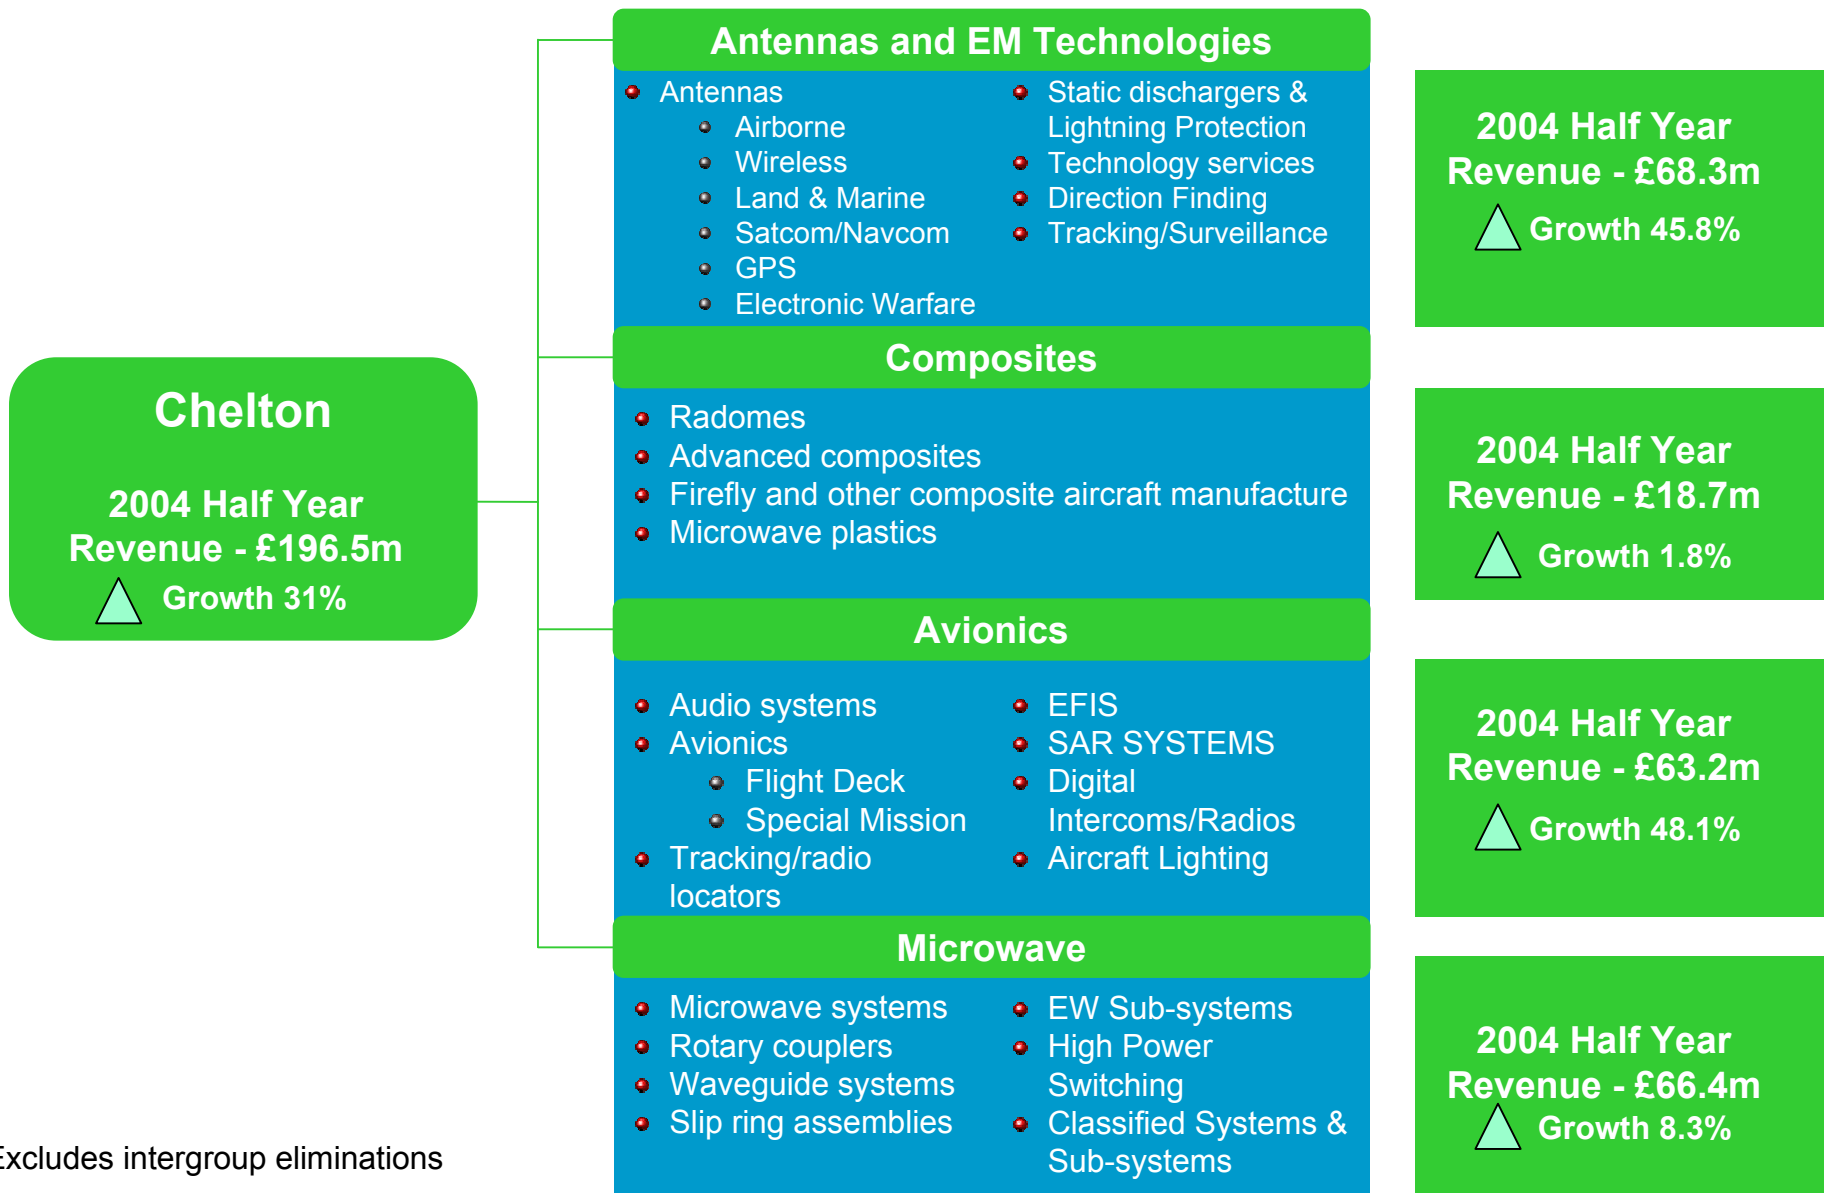 Chelton
2004 Half Year
Revenue - £196.5m
Growth 31%
Antennas and EM Technologies
Antennas
Airborne
Wireless
Land & Marine
Satcom/Navcom
GPS
Electronic Warfare
Static dischargers &
Lightning Protection
Technology services
Direction Finding
Tracking/Surveillance
2004 Half Year
Revenue - £68.3m
Growth 45.8%
Composites
Radomes
Advanced composites
Firefly and other composite aircraft manufacture
Microwave plastics
2004 Half Year
Revenue - £18.7m
Growth 1.8%
Avionics
Audio systems
Avionics
Flight Deck
Special Mission
Tracking/radio
locators
EFIS
SAR SYSTEMS
Digital
Intercoms/Radios
Aircraft Lighting
2004 Half Year
Revenue - £63.2m
Growth 48.1%
Microwave
Microwave systems
Rotary couplers
Waveguide systems
Slip ring assemblies
EW Sub-systems
High Power
Switching
Classified Systems &
Sub-systems
2004 Half Year
Revenue - £66.4m
Growth 8.3%
Excludes intergroup eliminations